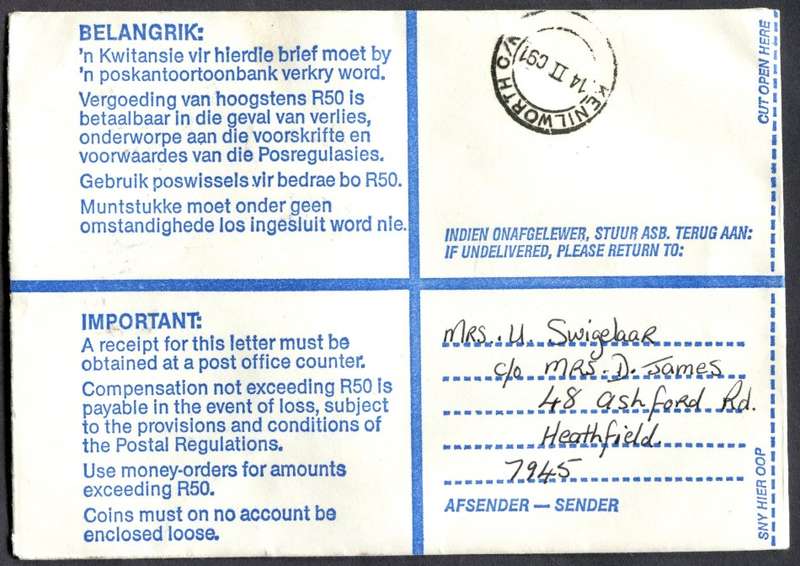 BELANGRIK:
'n Kwitansie vir hierdie brief moet by
'n poskantoortoonbank verkry word.
Vergoeding van hoogstens R50 is
betaalbaar in die geval van verlies,
onderworpe aan die voorskrifte en
voorwaardes van die Posregulasies.
Gebruik poswissels vir bedrae bo R50.
Muntstukke moet onder geen
omstandighede los ingesluit word nie.
KENILWORTH
14 II
CUT OPEN HERE
INDIEN ONAFGELEWER, STUUR ASB. TERUG AAN:
IF UNDELIVERED, PLEASE RETURN TO:
IMPORTANT:
A receipt for this letter must be
obtained at a post office counter.
Compensation not exceeding R50 is
payable in the event of loss, subject
to the provisions and conditions of
the Postal Regulations.
Use money-orders for amounts
exceeding R50.
Coins must on no account be
enclosed loose.
MRS. U. Swigelaar
c/o MRS. D. James
48 Ashford Rd.
Heathfield.
7945
AFSENDER — SENDER
SNY HIER OOP